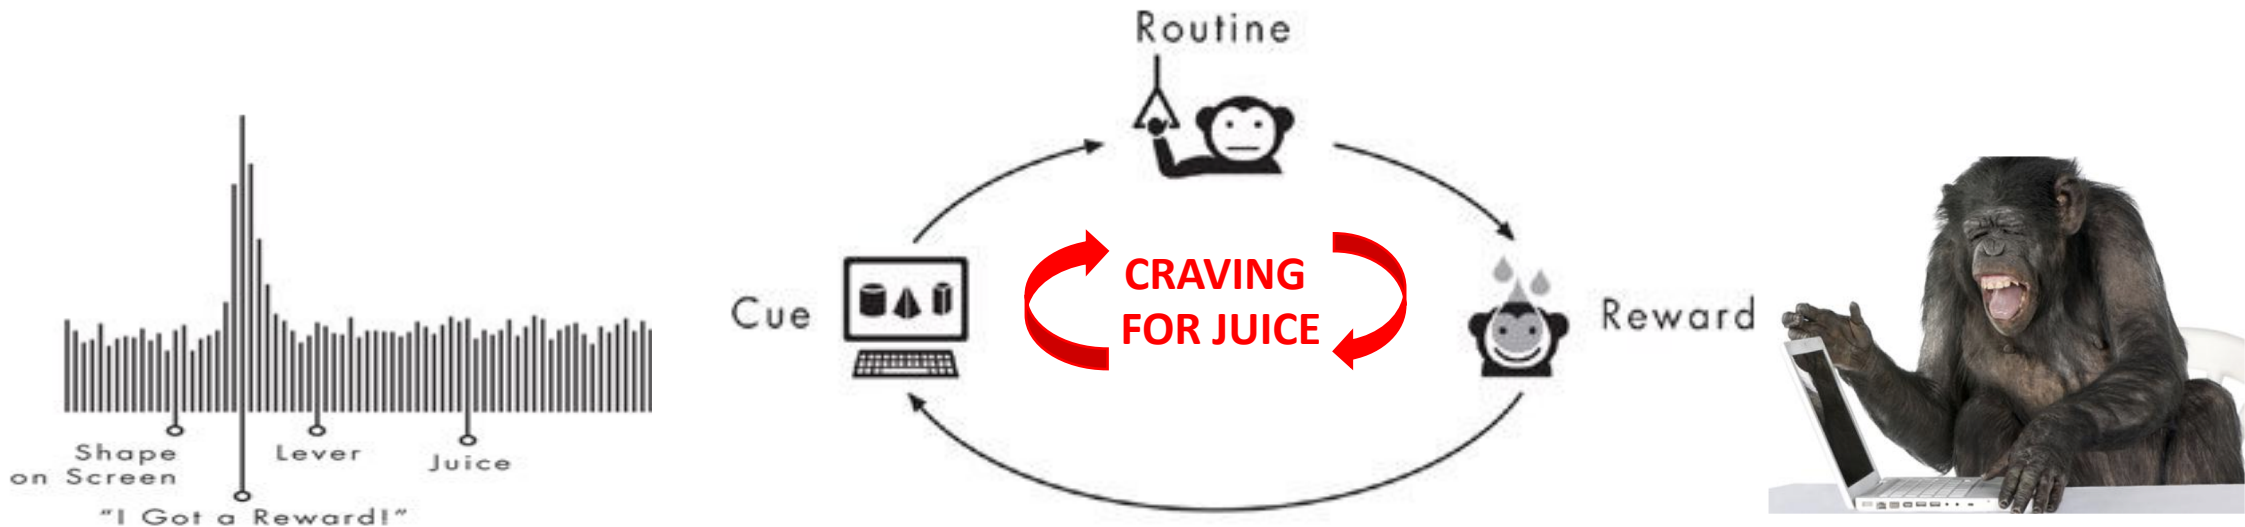 Shape
on Screen
Lever
Juice
"I Got a Reward!"
Routine
Cue
CRAVING
FOR JUICE
Reward